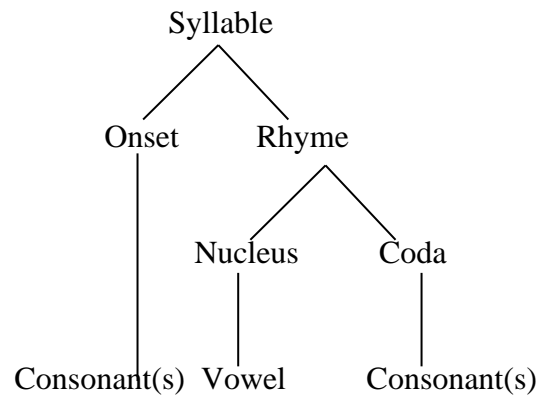 Syllable
Onset Rhyme
Nucleus Coda
Consonant(s) Vowel Consonant(s)